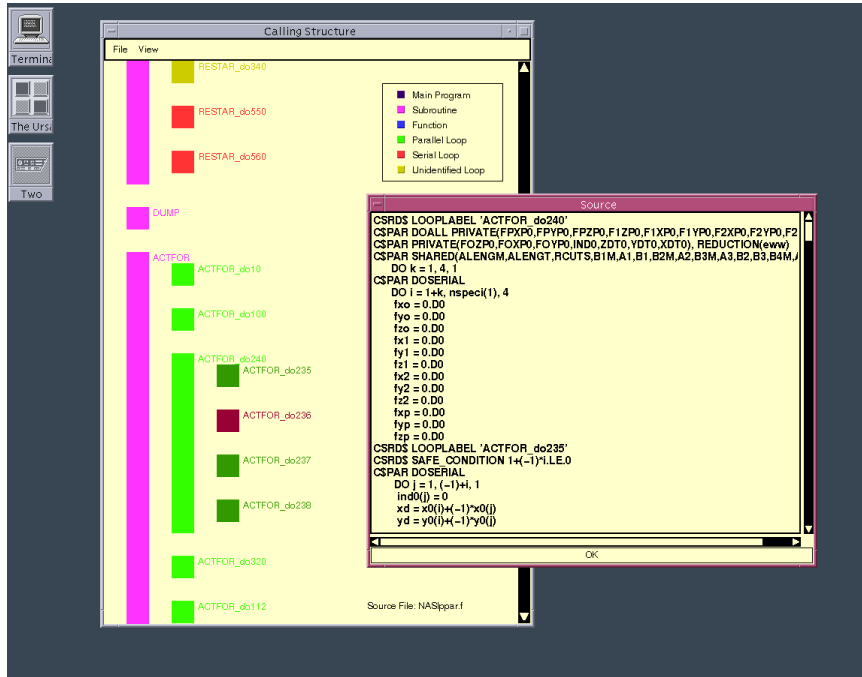 Termina
The Ursa
Two
Calling Structure
File View
RESTAR_do340
RESTAR_do550
RESTAR_do560
DUMP
ACTFOR
ACTFOR_do10
ACTFOR_do100
ACTFOR_do240
ACTFOR_do235
ACTFOR_do236
ACTFOR_do237
ACTFOR_do238
ACTFOR_do320
ACTFOR_do112
Main Program
Subroutine
Function
Parallel Loop
Serial Loop
Unidentified Loop
Source File: NASlppar.f
Source
CSRD$ LOOPLABEL 'ACTFOR_do240'
C$PAR DOALL PRIVATE(FPXP0,FPYP0,FPZP0,F1ZP0,F1XP0,F1YP0,F2XP0,F2YP0,F2
C$PAR PRIVATE(FOZP0,FOXP0,FOYP0,IND0,ZDT0,YDT0,XDT0), REDUCTION(eww)
C$PAR SHARED(ALENGM,ALENGT,RCUTS,B1M,A1,B1,B2M,A2,B3M,A3,B2,B3,B4M,A
DO k = 1, 4, 1
C$PAR DOSERIAL
DO i = 1+k, nspeci(1), 4
fxo = 0.D0
fyo = 0.D0
fzo = 0.D0
fx1 = 0.D0
fy1 = 0.D0
fz1 = 0.D0
fx2 = 0.D0
fy2 = 0.D0
fz2 = 0.D0
fxp = 0.D0
fyp = 0.D0
fzp = 0.D0
CSRD$ LOOPLABEL 'ACTFOR_do235'
CSRD$ SAFE_CONDITION 1+(−1)*i.LE.0
C$PAR DOSERIAL
DO j = 1, (−1)+i, 1
ind0(j) = 0
xd = x0(i)+(−1)*x0(j)
yd = y0(i)+(−1)*y0(j)
OK